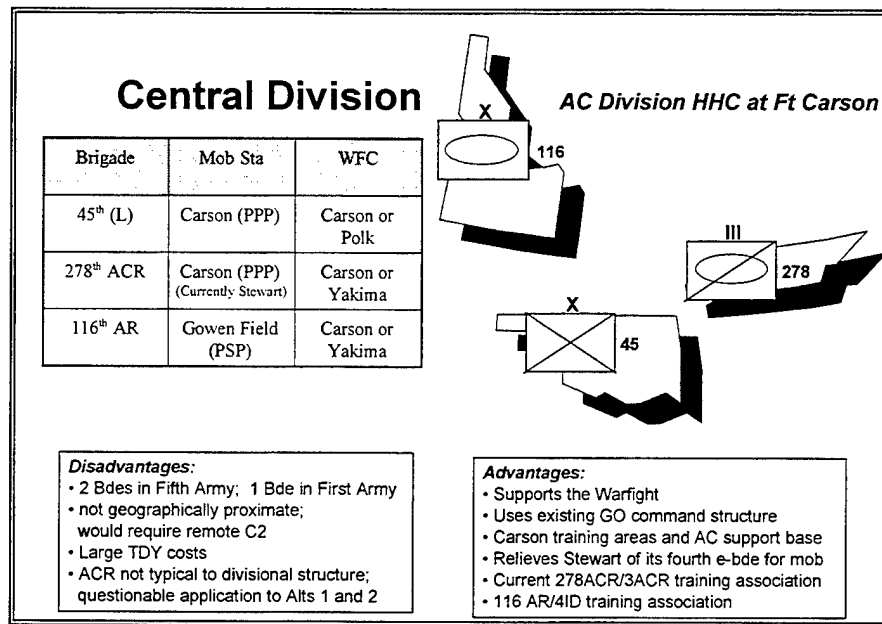 Central Division
AC Division HHC at Ft Carson
Brigade Mob Sta WFC
45th (L) Carson (PPP) Carson or
Polk
278th ACR Carson (PPP) Carson or
(Currently Stewart) Yakima
116th AR Gowen Field Carson or
(PSP) Yakima
X
116
III
278
X
45
Disadvantages:
• 2 Bdes in Fifth Army; 1 Bde in First Army
• not geographically proximate;
would require remote C2
• Large TDY costs
• ACR not typical to divisional structure;
questionable application to Alts 1 and 2
Advantages:
• Supports the Warfight
• Uses existing GO command structure
• Carson training areas and AC support base
• Relieves Stewart of its fourth e-bde for mob
• Current 278ACR/3ACR training association
• 116 AR/4ID training association